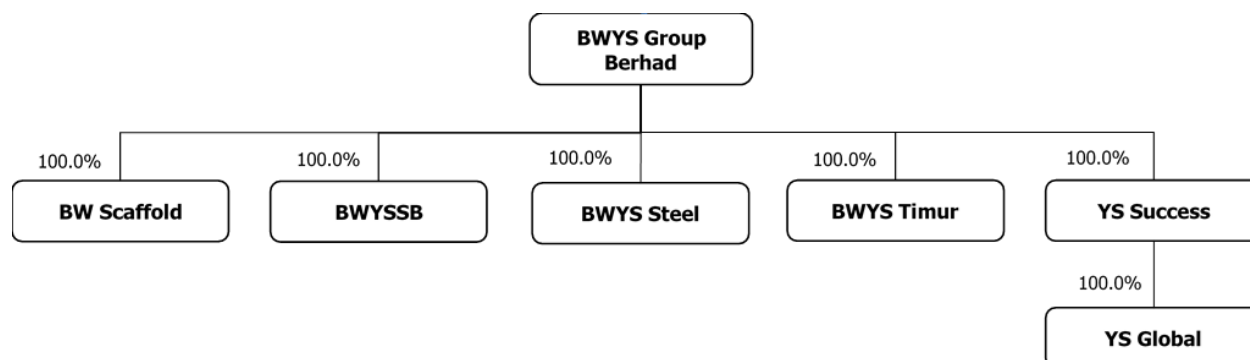 BWYS Group
Berhad
100.0%
100.0%
100.0%
100.0%
100.0%
BW Scaffold
BWYSSB
BWYS Steel
BWYS Timur
YS Success
100.0%
YS Global